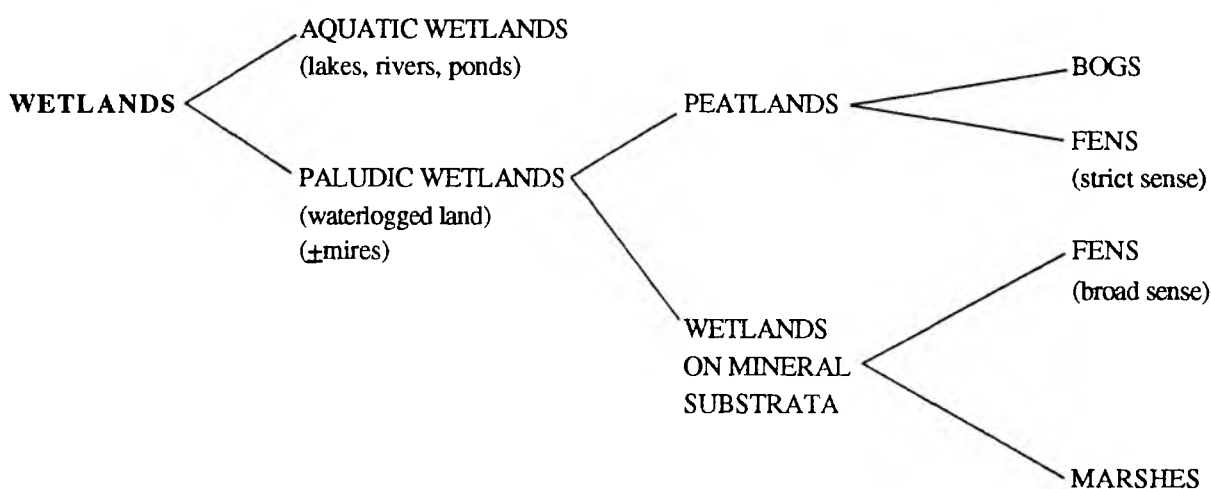 AQUATIC WETLANDS
(lakes, rivers, ponds)
WETLANDS
PALUDIC WETLANDS
(waterlogged land)
(±mires)
PEATLANDS
BOGS
FENS
(strict sense)
WETLANDS
ON MINERAL
SUBSTRATA
FENS
(broad sense)
MARSHES